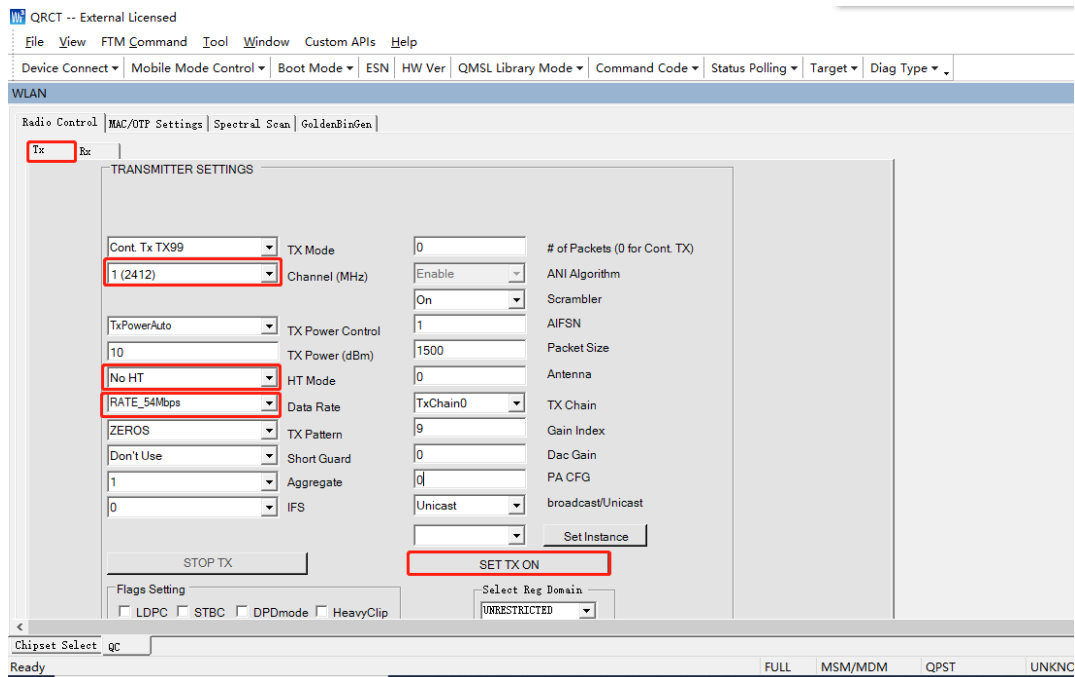 QRCT -- External Licensed
File View FTM Command Tool Window Custom APIs Help
Device Connect Mobile Mode Control Boot Mode ESN HW Ver QMSL Library Mode Command Code Status Polling Target Diag Type
WLAN
Radio Control MAC/OTP Settings Spectral Scan GoldenBinGen
Tx Rx
TRANSMITTER SETTINGS
Cont. Tx TX99 TX Mode 0 # of Packets (0 for Cont. TX)
1 (2412) Channel (MHz) Enable ANI Algorithm
On Scrambler
TxPowerAuto TX Power Control 1 AIFSN
10 TX Power (dBm) 1500 Packet Size
No HT HT Mode 0 Antenna
RATE_54Mbps Data Rate TxChain0 TX Chain
ZEROS TX Pattern 9 Gain Index
Don't Use Short Guard 0 Dac Gain
1 Aggregate 0 PA CFG
0 IFS Unicast broadcast/Unicast
Set Instance
STOP TX SET TX ON
Flags Setting Select Reg Domain
LDPC STBC DPDmode HeavyClip UNRESTRICTED
Chipset Select QC
Ready FULL MSM/MDM QPST UNKNO